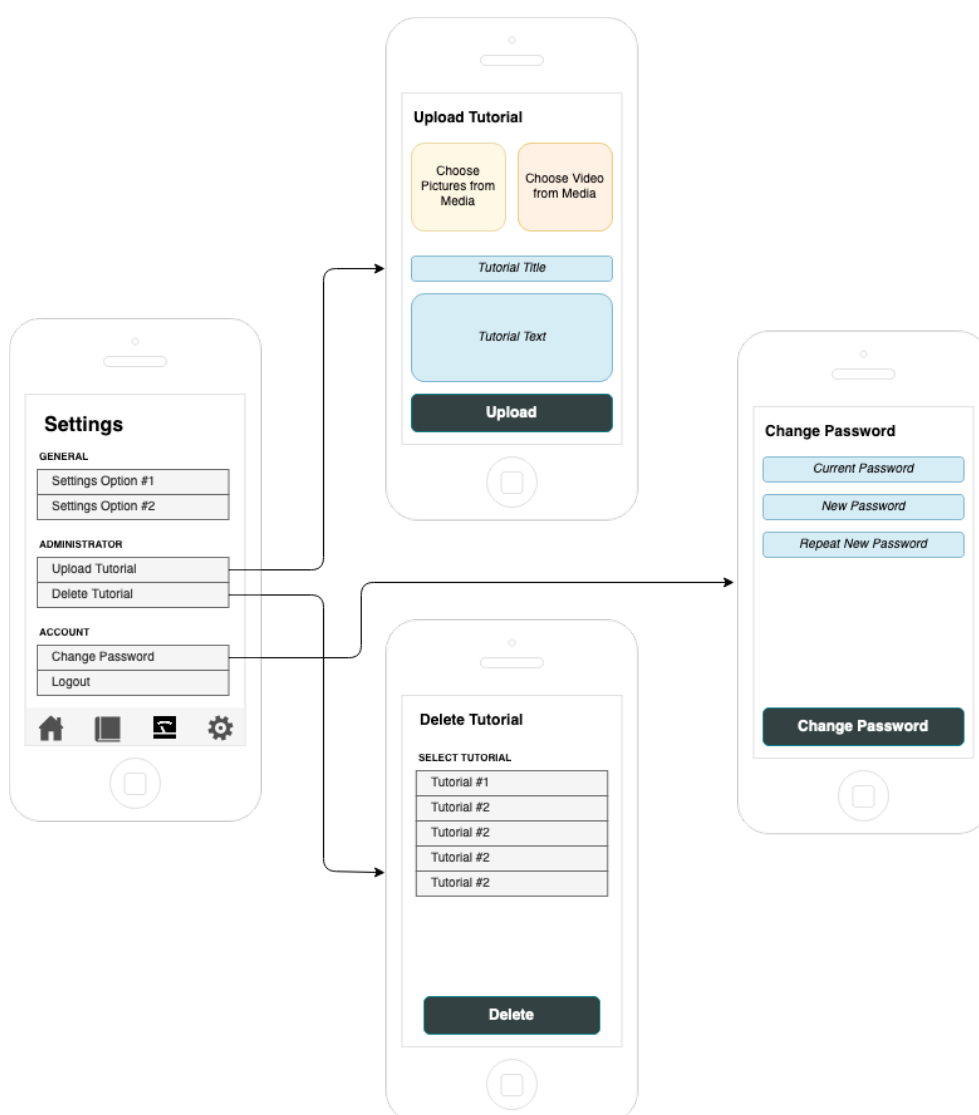 Upload Tutorial
Choose
Pictures from
Media
Choose Video
from Media
Tutorial Title
Tutorial Text
Upload
Settings
GENERAL
Settings Option #1
Settings Option #2
ADMINISTRATOR
Upload Tutorial
Delete Tutorial
ACCOUNT
Change Password
Logout
Change Password
Current Password
New Password
Repeat New Password
Change Password
Delete Tutorial
SELECT TUTORIAL
Tutorial #1
Tutorial #2
Tutorial #2
Tutorial #2
Tutorial #2
Delete